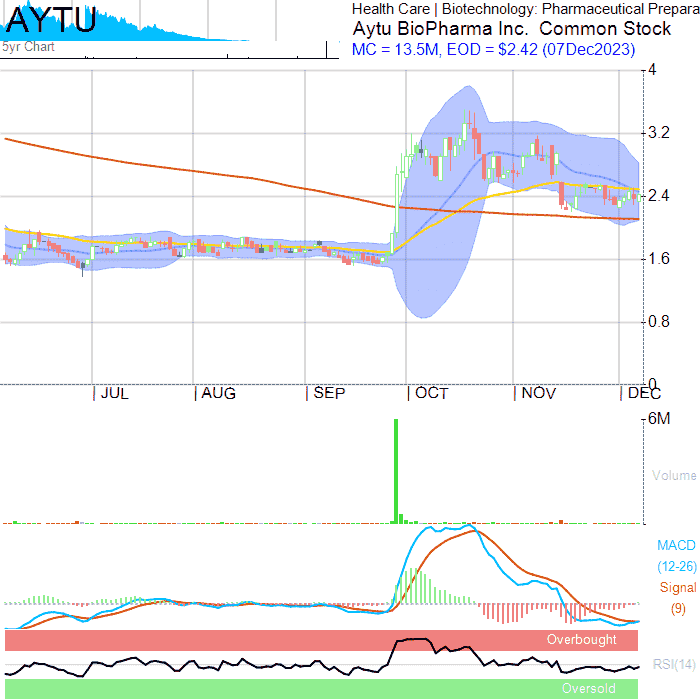 AYTU
5yr Chart
Health Care | Biotechnology: Pharmaceutical Prepara
Aytu BioPharma Inc. Common Stock
MC = 13.5M, EOD = $2.42 (07Dec2023)
4
3.2
2.4
1.6
0.8
0
JUL AUG SEP OCT NOV DEC
6M
Volume
MACD
(12-26)
Signal
(9)
Overbought
RSI(14)
Oversold